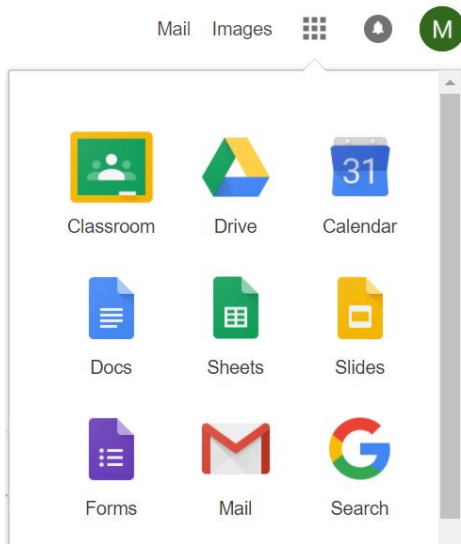 Mail Images M
31
Classroom Drive Calendar
Docs Sheets Slides
G
Forms Mail Search